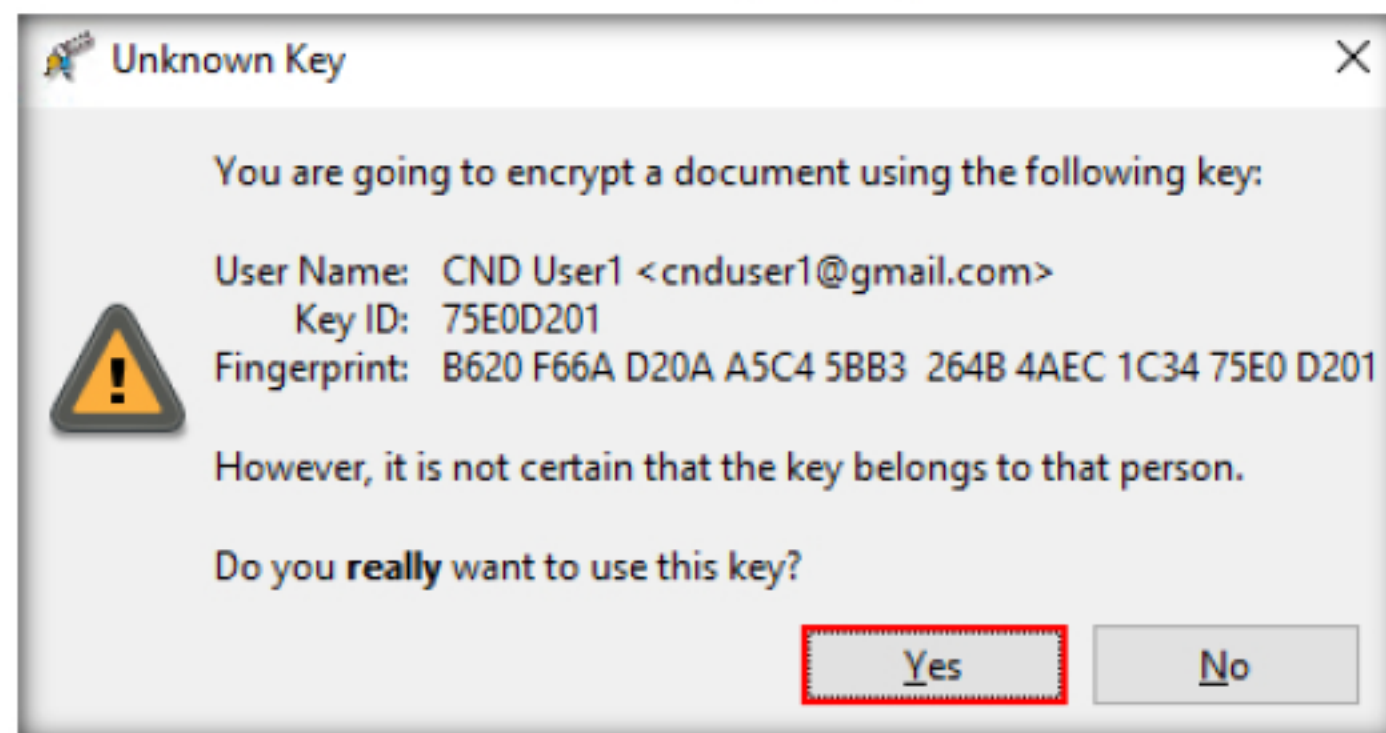 Unknown Key
You are going to encrypt a document using the following key:
User Name: CND User1 <cnduser1@gmail.com>
Key ID: 75E0D201
Fingerprint: B620 F66A D20A A5C4 5BB3  264B 4AEC 1C34 75E0 D201
However, it is not certain that the key belongs to that person.
Do you really want to use this key?
Yes No